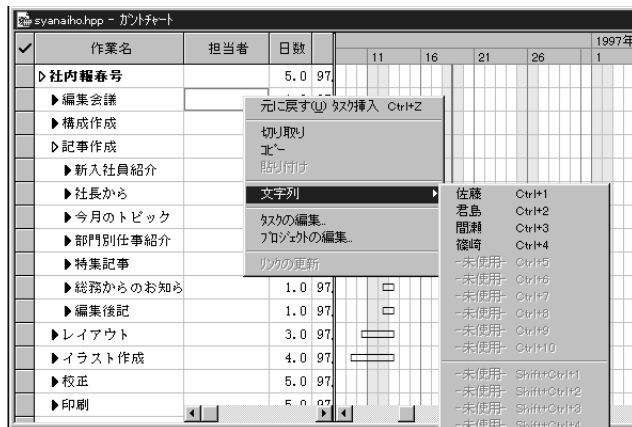 syanaiho.hpp - ガントチャート
作業名 担当者 日数
1997年
11 16 21 26 1
社内報春号 5.0 97.
編集会議
構成作成
記事作成
新入社員紹介
社長から
今月のトピック
部門別仕事紹介
特集記事
総務からのお知ら 1.0 97.
編集後記 1.0 97.
レイアウト 3.0 97.
イラスト作成 4.0 97.
校正 5.0 97.
印刷 5.0 97.
元に戻す(U) タスク挿入 Ctrl+Z
切り取り
コピー
貼り付け
文字列
タスクの編集...
プロジェクトの編集...
リンクの更新
佐藤 Ctrl+1
君島 Ctrl+2
間瀬 Ctrl+3
篠崎 Ctrl+4
-未使用- Ctrl+5
-未使用- Ctrl+6
-未使用- Ctrl+7
-未使用- Ctrl+8
-未使用- Ctrl+9
-未使用- Ctrl+10
-未使用- Shift+Ctrl+1
-未使用- Shift+Ctrl+2
-未使用- Shift+Ctrl+3
-未使用- Shift+Ctrl+4